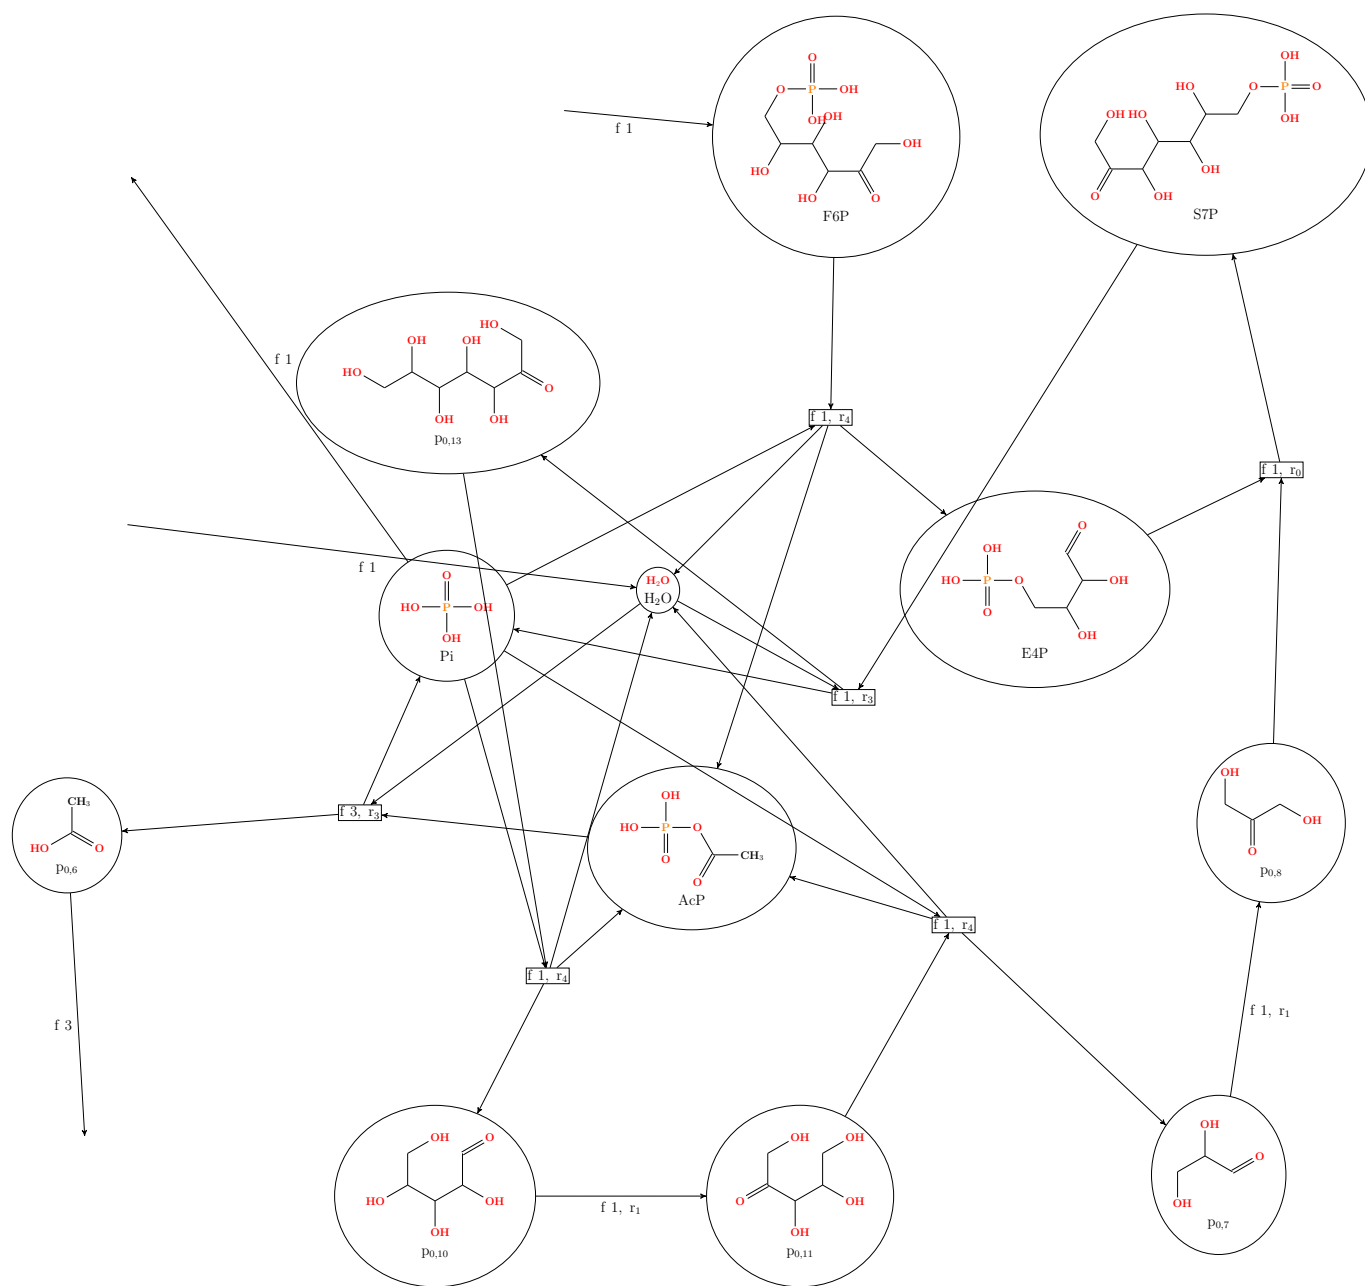 O
O P OH
OH OH
HO OH
HO O
F6P
OH
HO O P O
OH HO OH
HO OH
O OH
S7P
f 1
f 1
HO
OH OH
HO O
OH OH
p0,13
f 1, r4
f 1, r0
f 1
O
HO P OH
OH
Pi
H2O
H2O
O
OH
HO P O OH
O OH
E4P
f 1, r3
CH3
HO O
p0,6
f 3, r3
OH
HO P O
O CH3
O
AcP
OH
OH
O
p0,8
f 1, r4
f 1, r4
f 3
f 1, r1
OH O
HO OH
OH
p0,10
f 1, r1
OH OH
O OH
OH
p0,11
OH
O
OH
p0,7